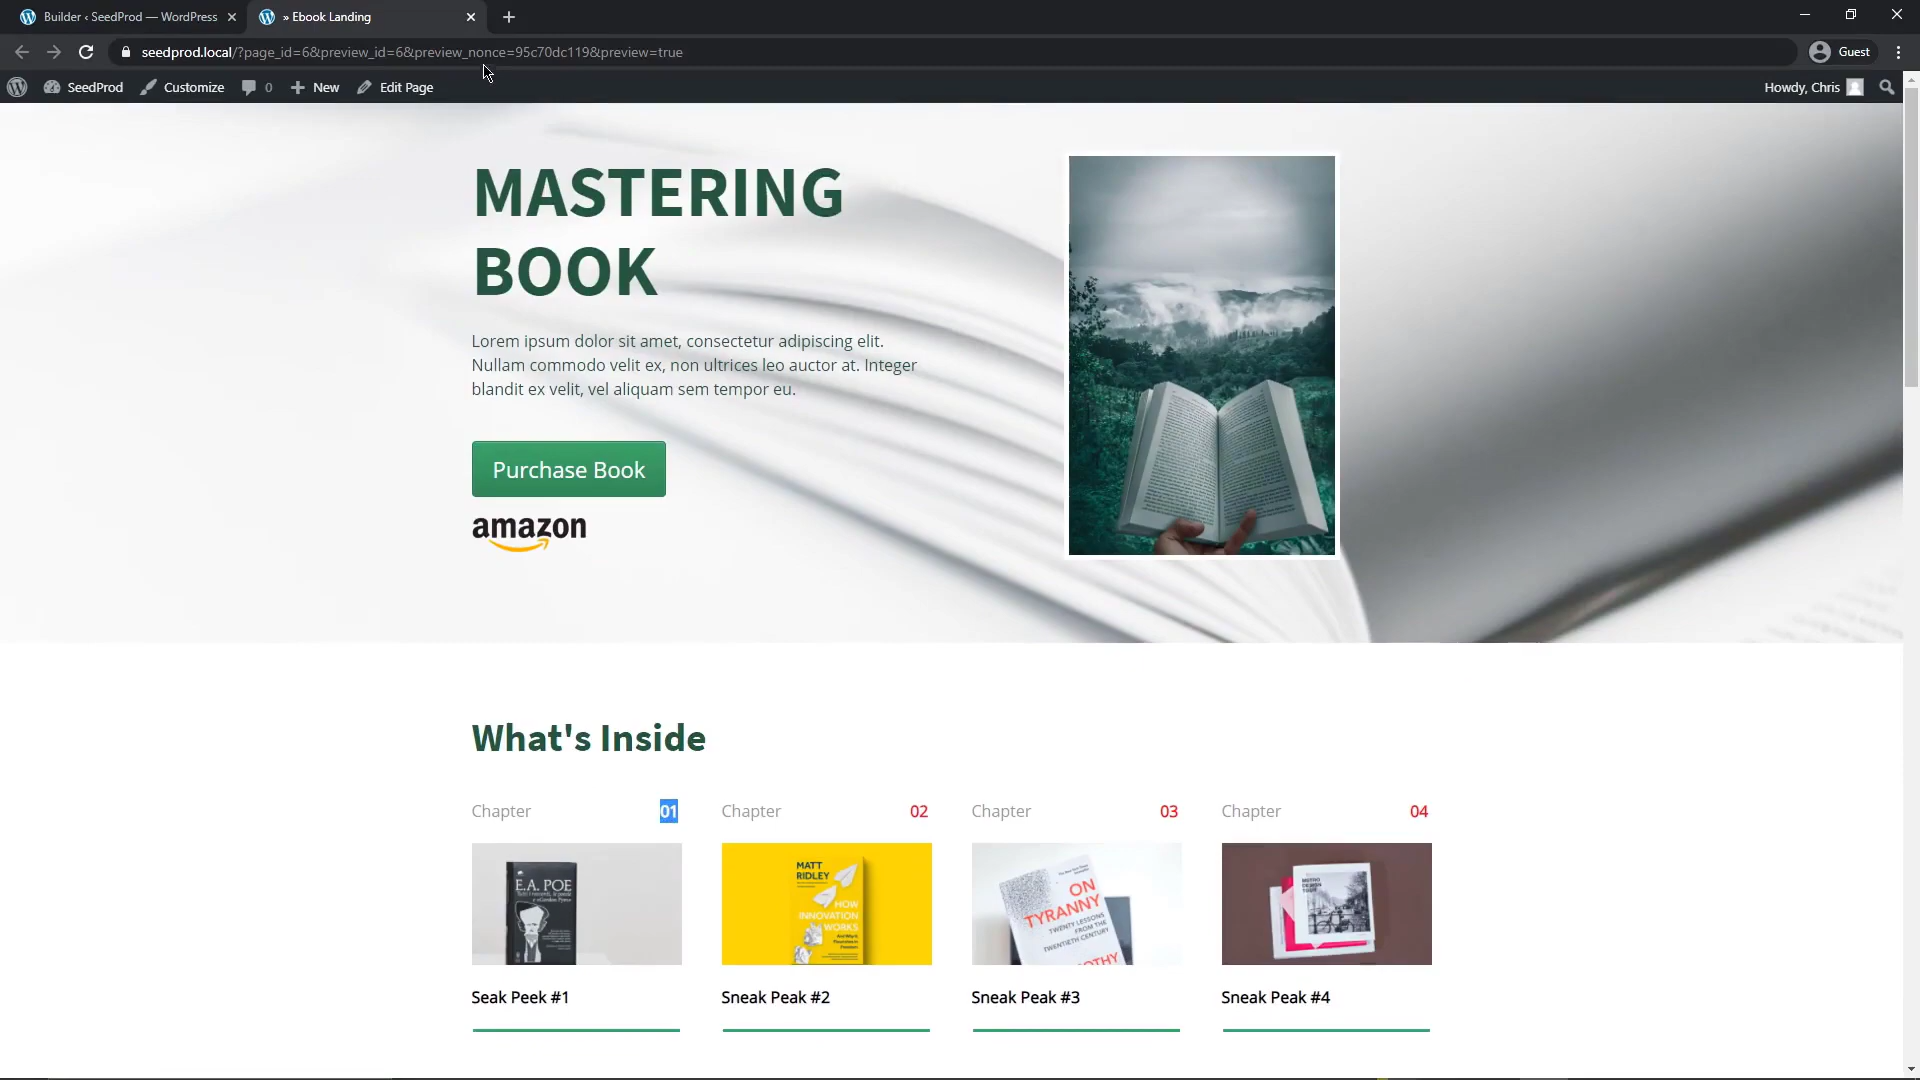 Builder ‹ SeedProd — WordPress
» Ebook Landing
seedprod.local/?page_id=6&preview_id=6&preview_nonce=95c70dc119&preview=true
Guest
SeedProd
Customize
0
New
Edit Page
Howdy, Chris
MASTERING
BOOK
Lorem ipsum dolor sit amet, consectetur adipiscing elit.
Nullam commodo velit ex, non ultrices leo auctor at. Integer
blandit ex velit, vel aliquam sem tempor eu.
Purchase Book
amazon
What's Inside
Chapter 01
Chapter 02
Chapter 03
Chapter 04
E.A. POE
MATT
RIDLEY
HOW
INNOVATION
WORKS
ON
TYRANNY
TWENTY LESSONS
FROM THE
TWENTIETH CENTURY
OTHY
Seak Peek #1
Sneak Peak #2
Sneak Peak #3
Sneak Peak #4